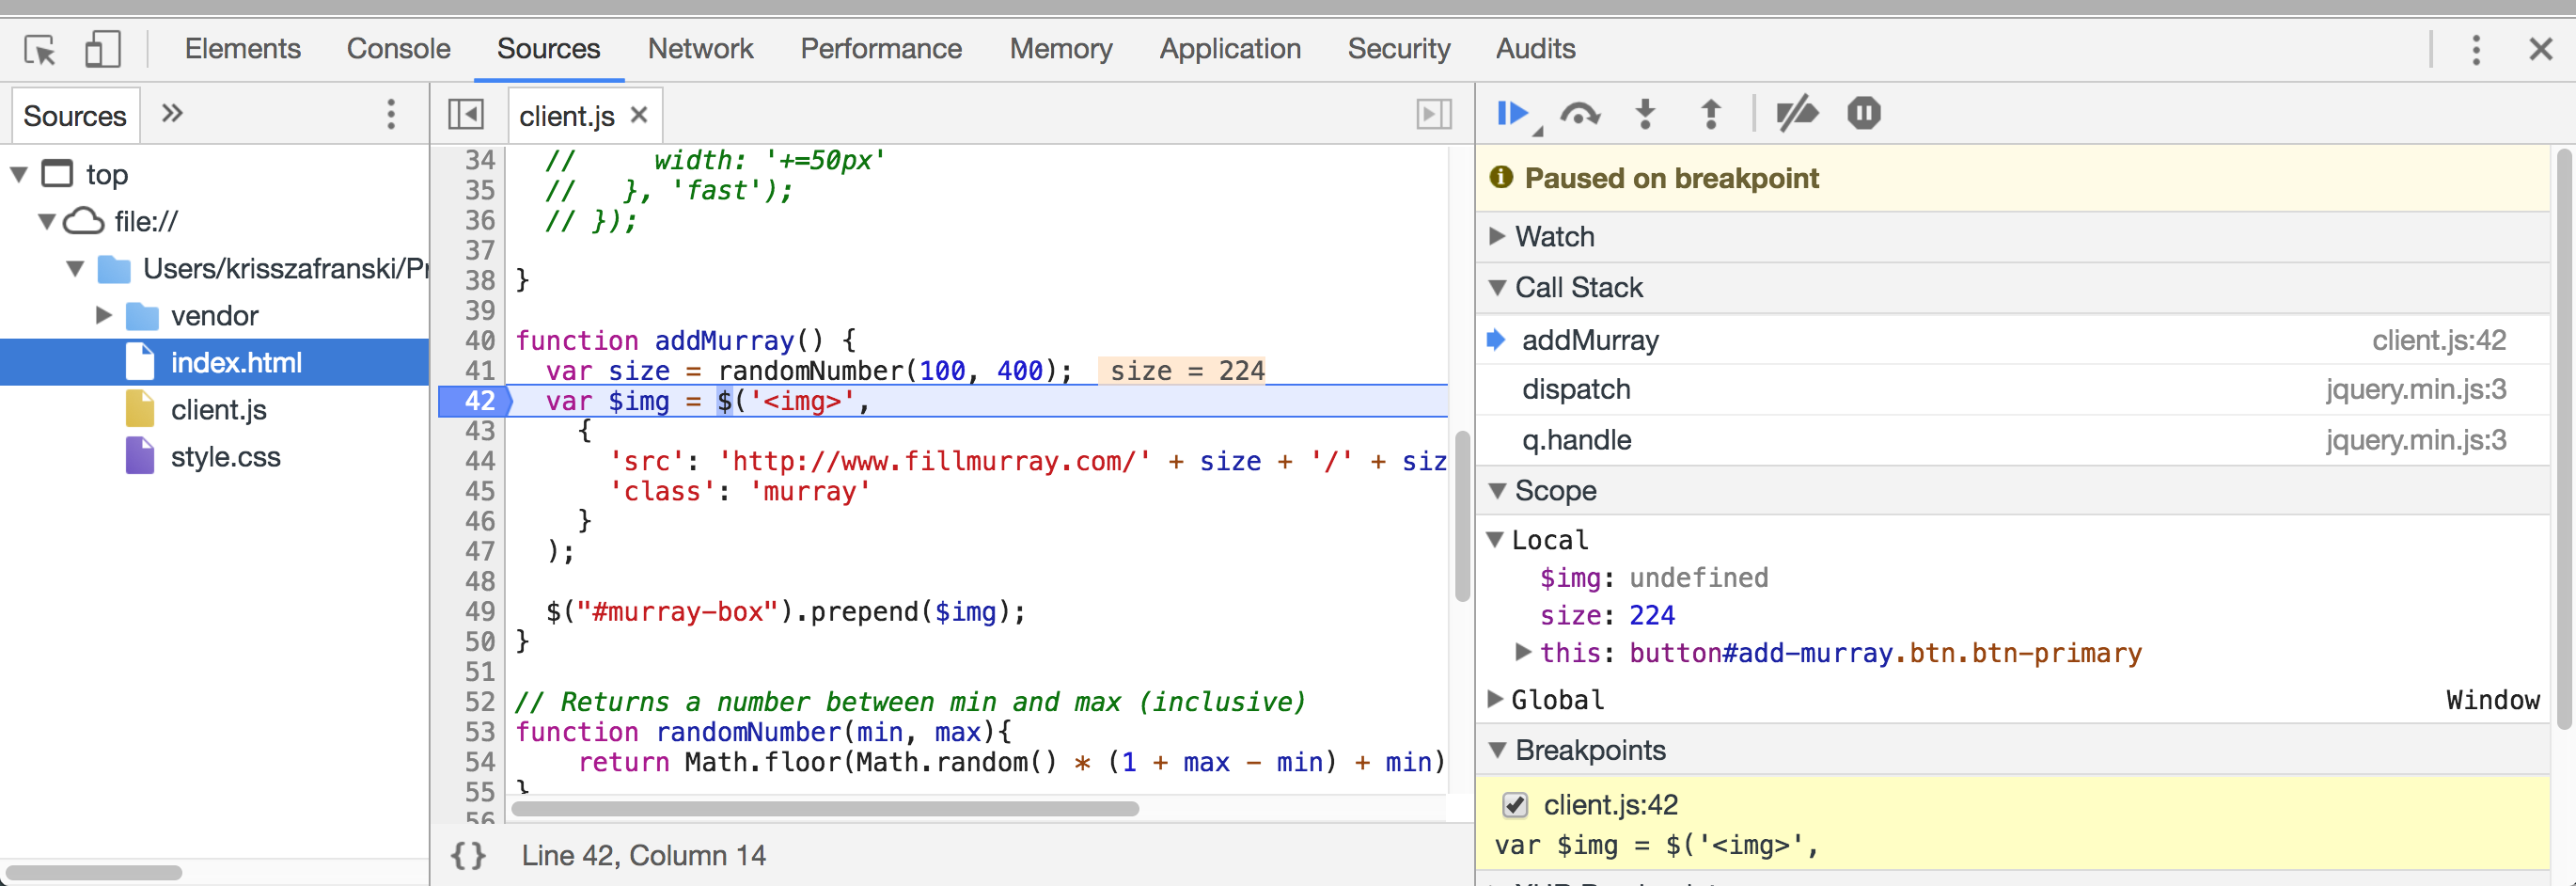 Elements Console Sources Network Performance Memory Application Security Audits
Sources
top
file://
Users/krisszafranski/Pr
vendor
index.html
client.js
style.css
client.js
34 // width: '+=50px'
35 // }, 'fast');
36 // });
37
38 }
39
40 function addMurray() {
41 var size = randomNumber(100, 400); size = 224
42 var $img = $('<img>',
43 {
44 'src': 'http://www.fillmurray.com/' + size + '/' + siz
45 'class': 'murray'
46 }
47 );
48
49 $("#murray-box").prepend($img);
50 }
51
52 // Returns a number between min and max (inclusive)
53 function randomNumber(min, max){
54 return Math.floor(Math.random() * (1 + max - min) + min)
55 }
56
{} Line 42, Column 14
Paused on breakpoint
Watch
Call Stack
addMurray client.js:42
dispatch jquery.min.js:3
q.handle jquery.min.js:3
Scope
Local
$img: undefined
size: 224
this: button#add-murray.btn.btn-primary
Global Window
Breakpoints
client.js:42
var $img = $('<img>',